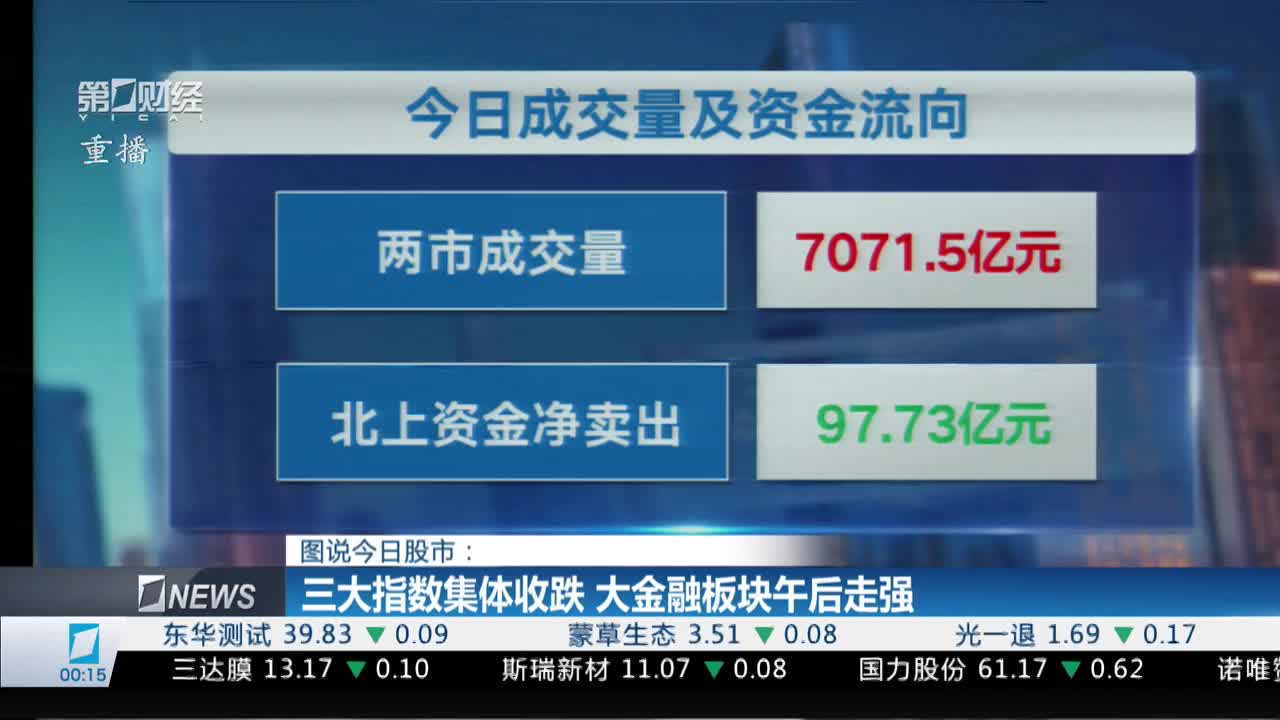 第一财经
YICAI
重播
今日成交量及资金流向
两市成交量 7071.5亿元
北上资金净卖出 97.73亿元
图说今日股市：
NEWS
三大指数集体收跌 大金融板块午后走强
东华测试 39.83 ▼ 0.09 蒙草生态 3.51 ▼ 0.08 光一退 1.69 ▼ 0.17
00:15
三达膜 13.17 ▼ 0.10 斯瑞新材 11.07 ▼ 0.08 国力股份 61.17 ▼ 0.62 诺唯